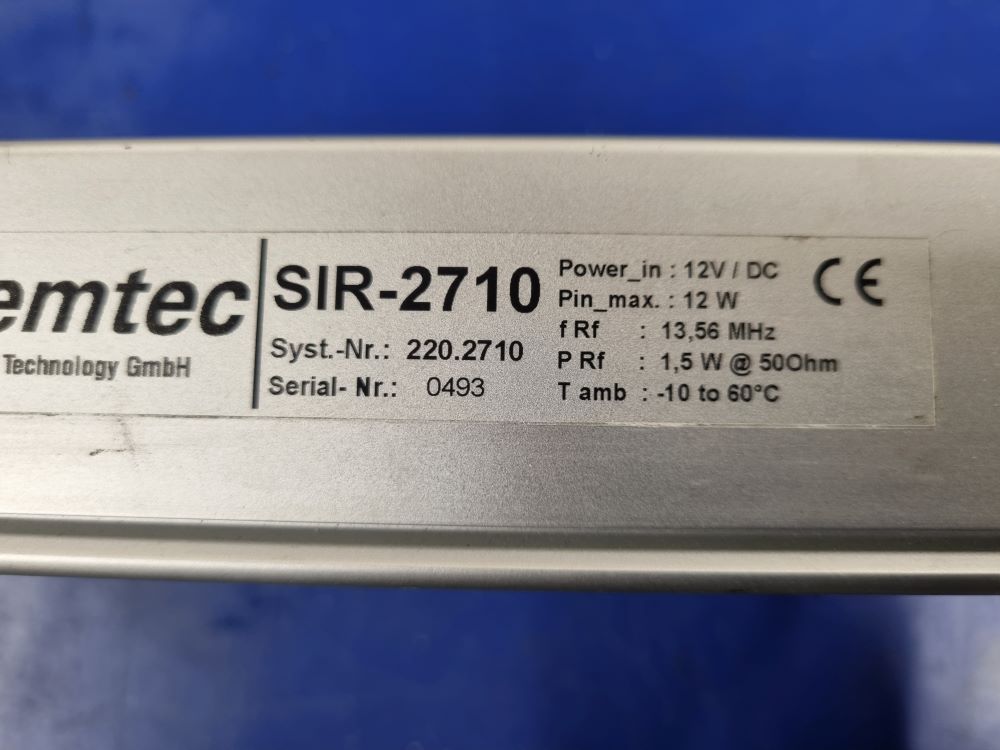 emtec
Technology GmbH
SIR-2710
Syst.-Nr.: 220.2710
Serial- Nr.: 0493
Power_in : 12V / DC
Pin_max. : 12 W
f Rf : 13,56 MHz
P Rf : 1,5 W @ 50Ohm
T amb : -10 to 60°C
CE